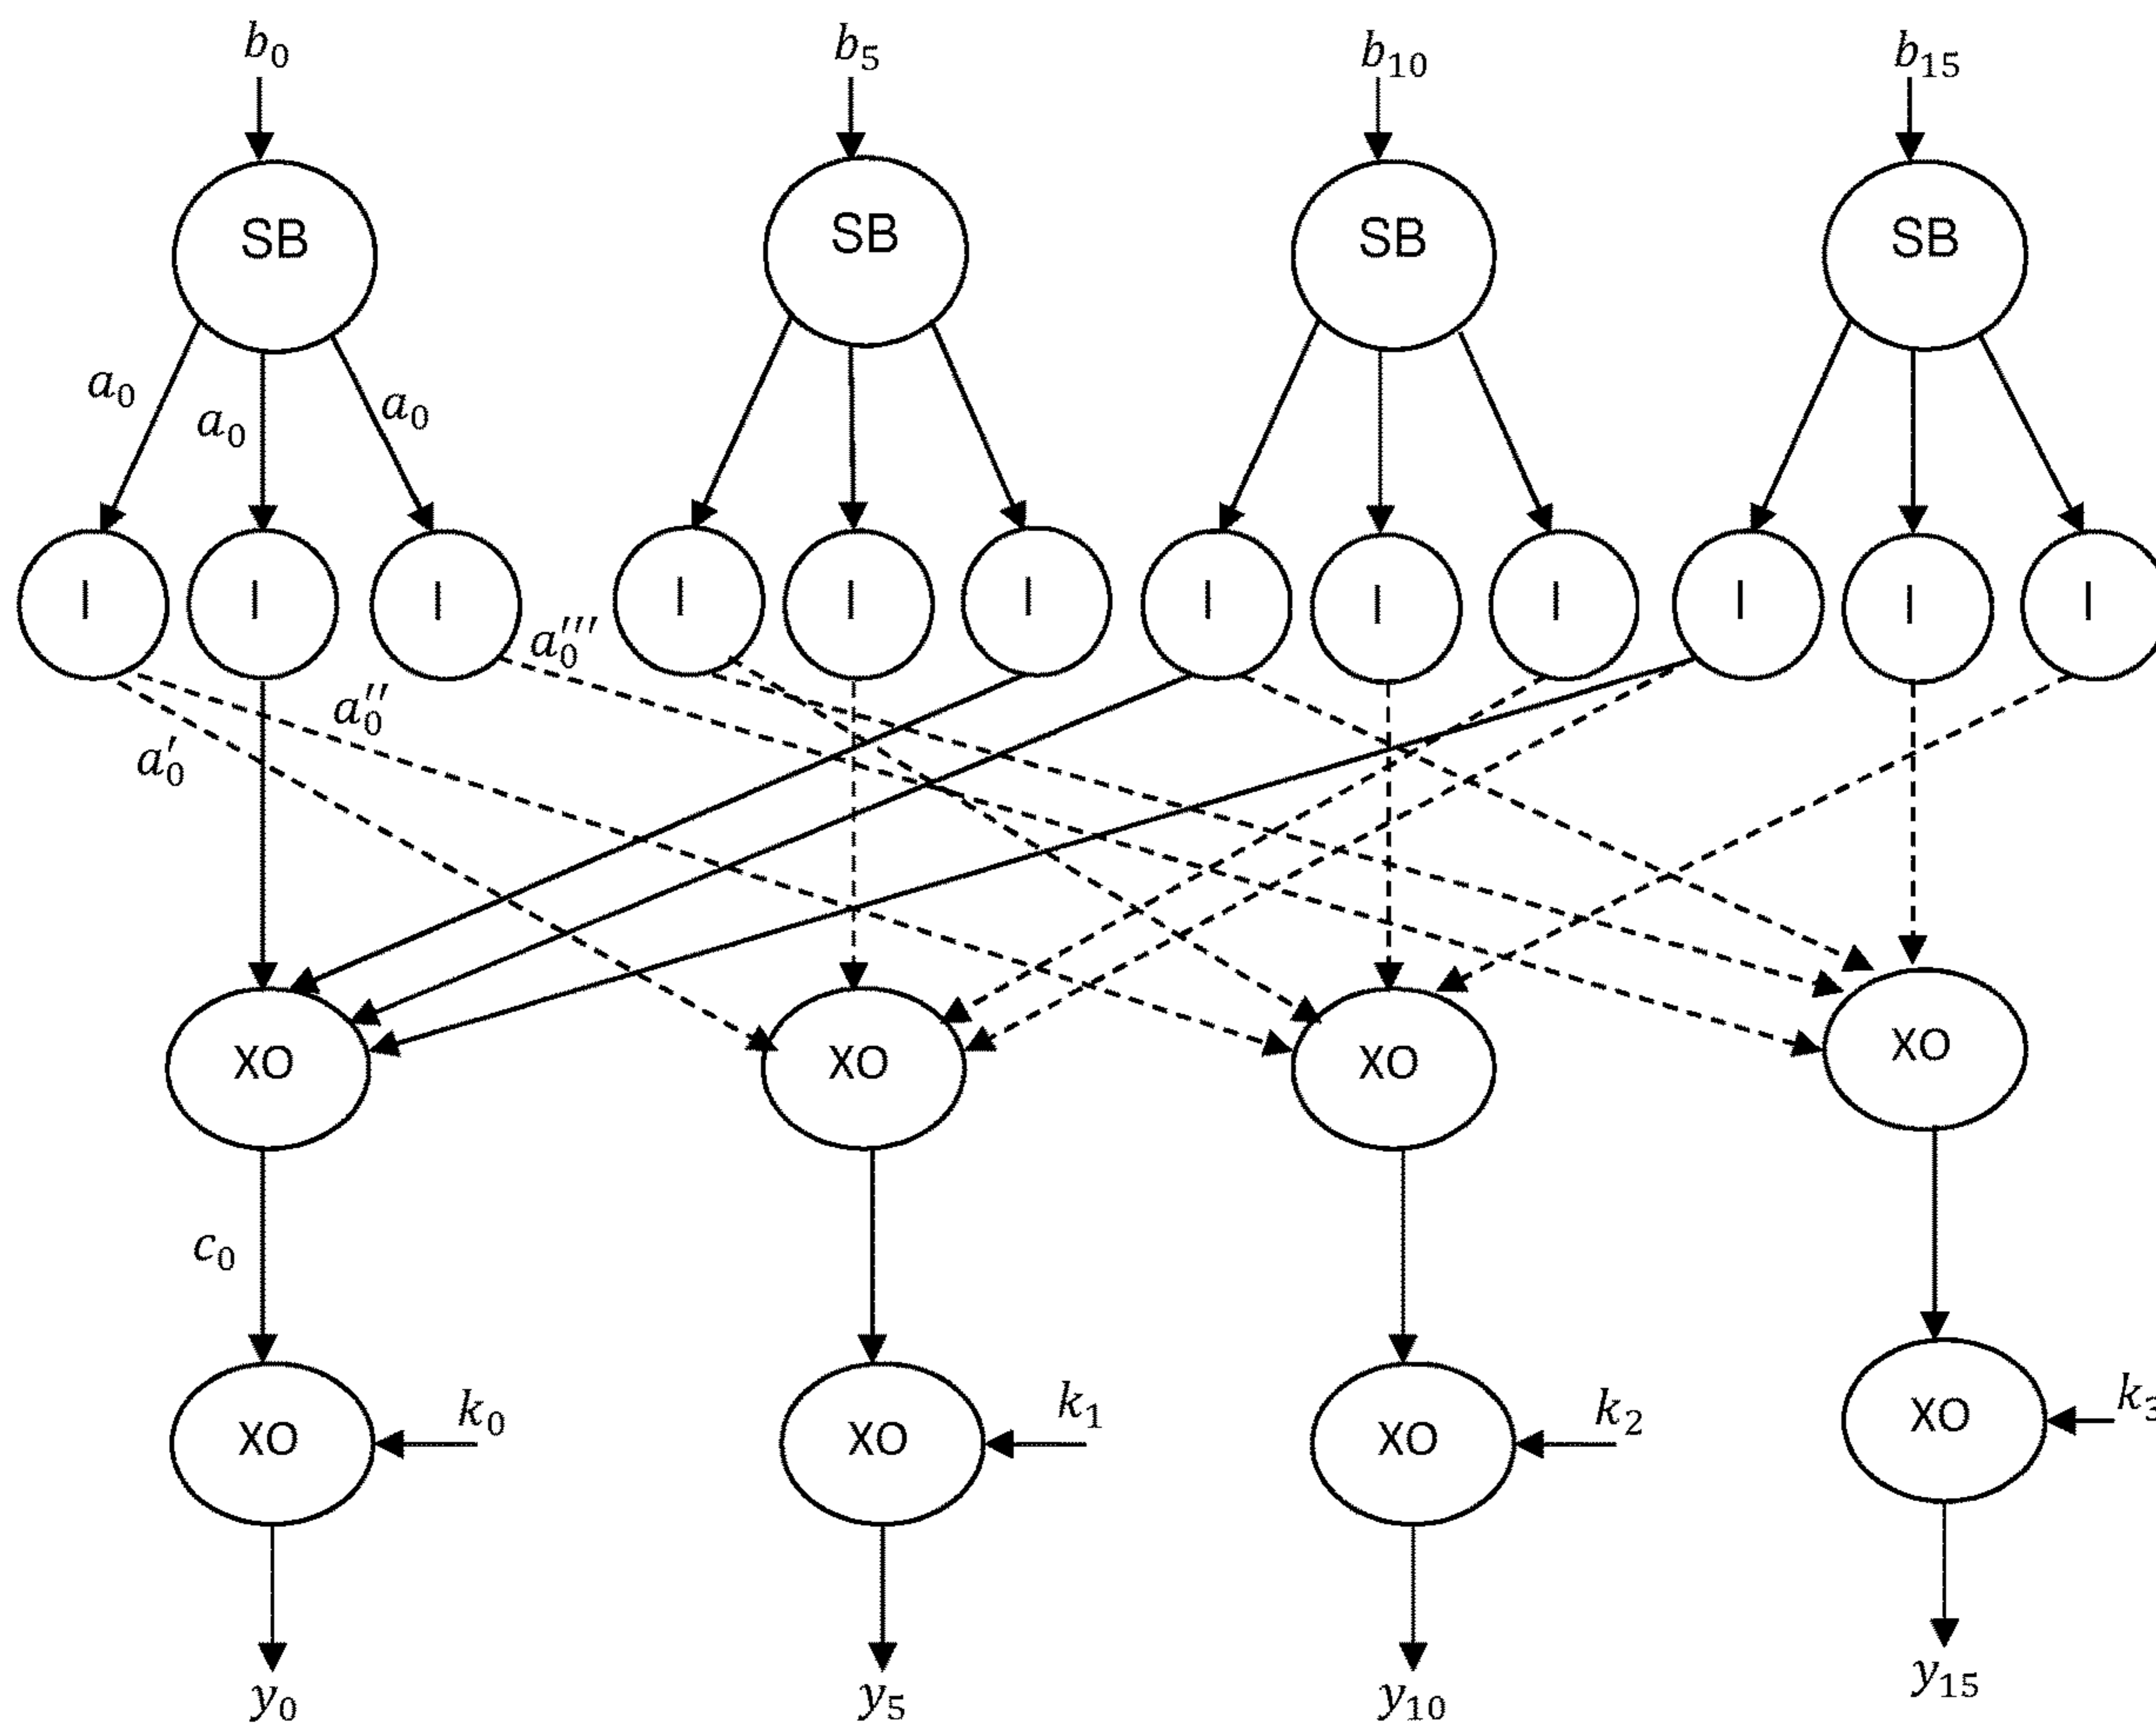 b₀ b₅ b₁₀ b₁₅
SB SB SB SB
a₀ a₀ a₀
I I I I I I I I I I I I
a₀′′′
a₀′′
a₀′
XO XO XO XO
c₀
XO k₀ XO k₁ XO k₂ XO k₃
y₀ y₅ y₁₀ y₁₅